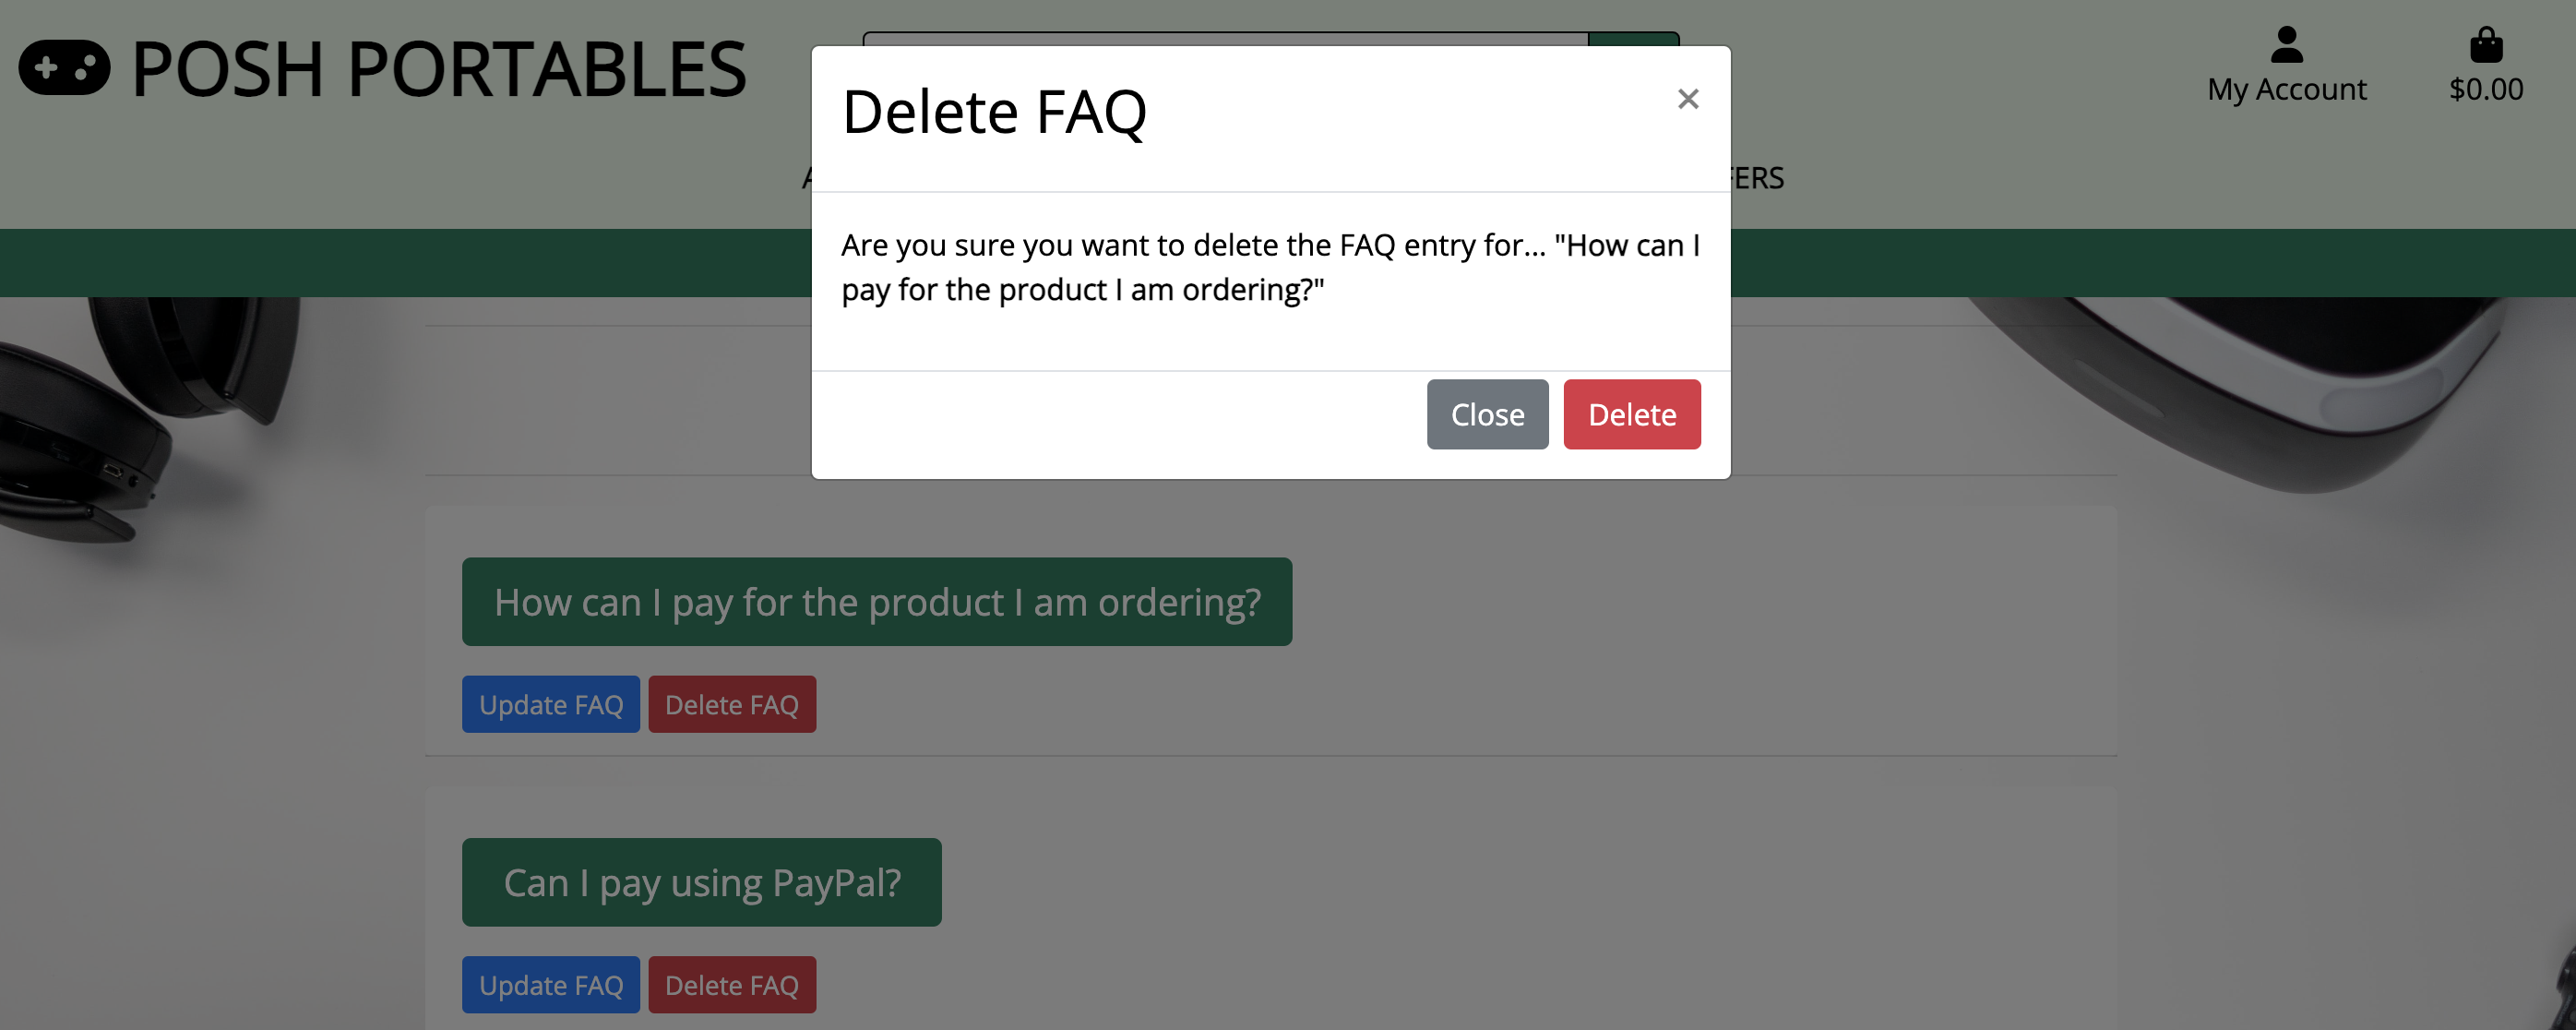 POSH PORTABLES
My Account
$0.00
Delete FAQ
×
Are you sure you want to delete the FAQ entry for... "How can I
pay for the product I am ordering?"
Close
Delete
How can I pay for the product I am ordering?
Update FAQ
Delete FAQ
Can I pay using PayPal?
Update FAQ
Delete FAQ